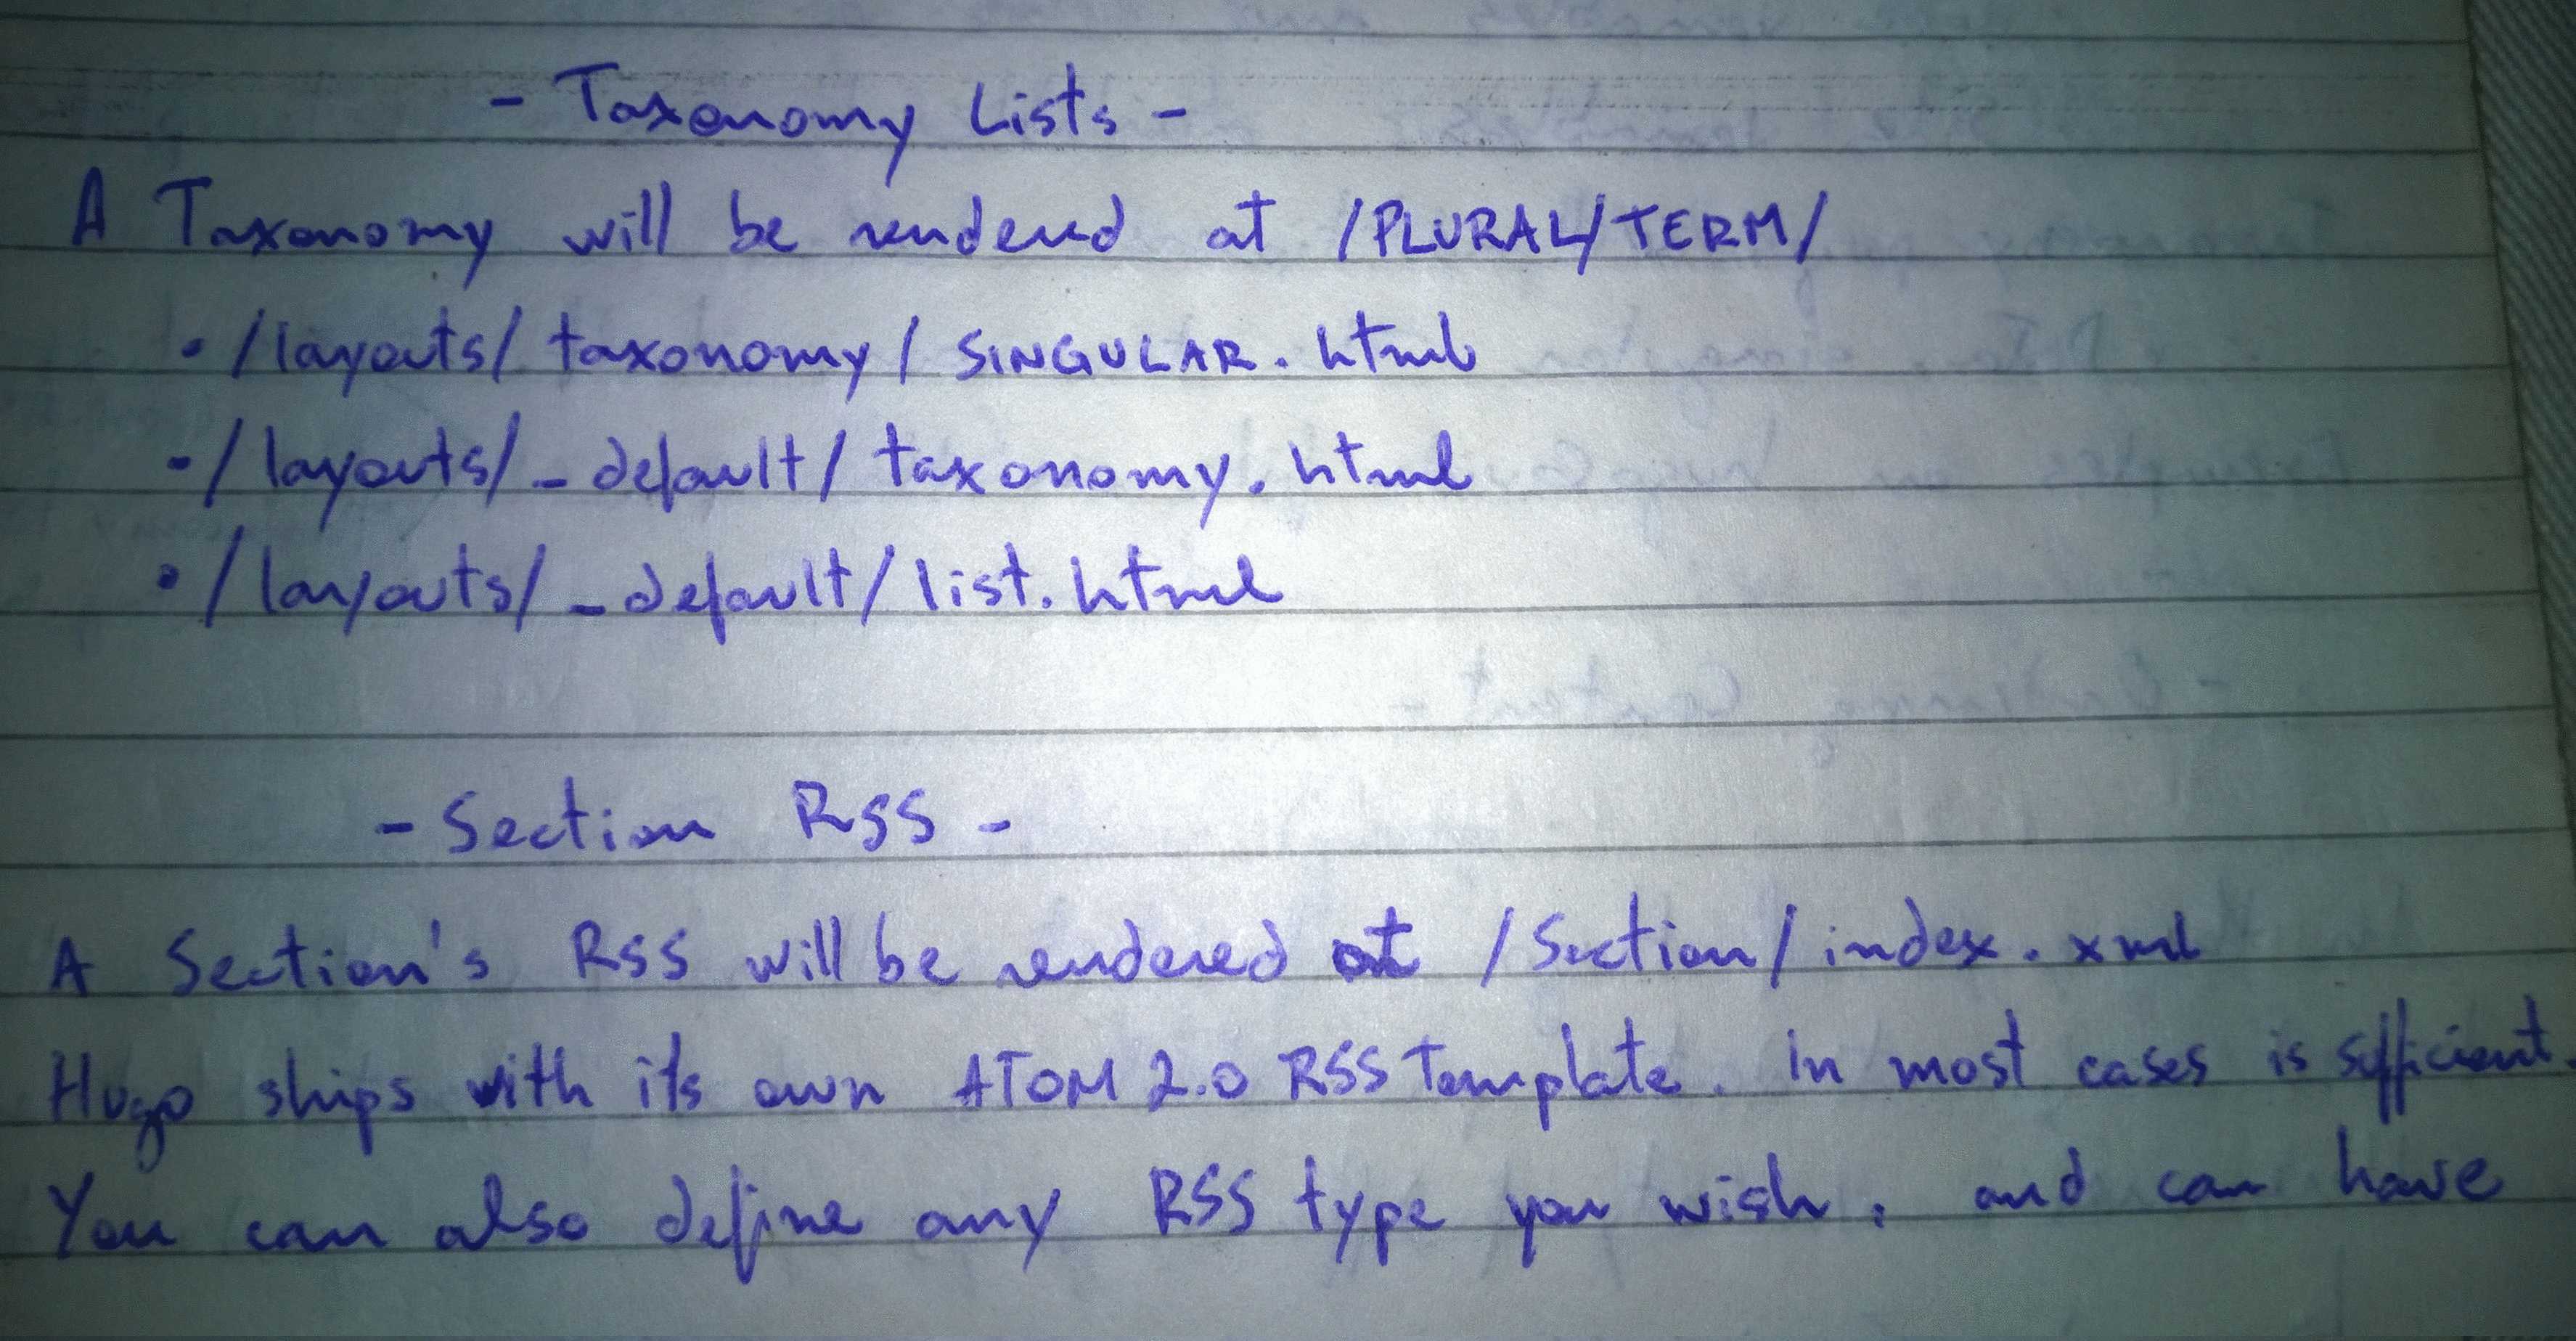 - Taxonomy Lists -
A Taxonomy will be rendered at /PLURAL/TERM/
• /layouts/taxonomy/SINGULAR.html
- /layouts/_default/taxonomy.html
• /layouts/_default/list.html
- Section RSS -
A Section's RSS will be rendered at /Section/index.xml
Hugo ships with its own ATOM 2.0 RSS Template. In most cases is sufficient.
You can also define any RSS type you wish, and can have